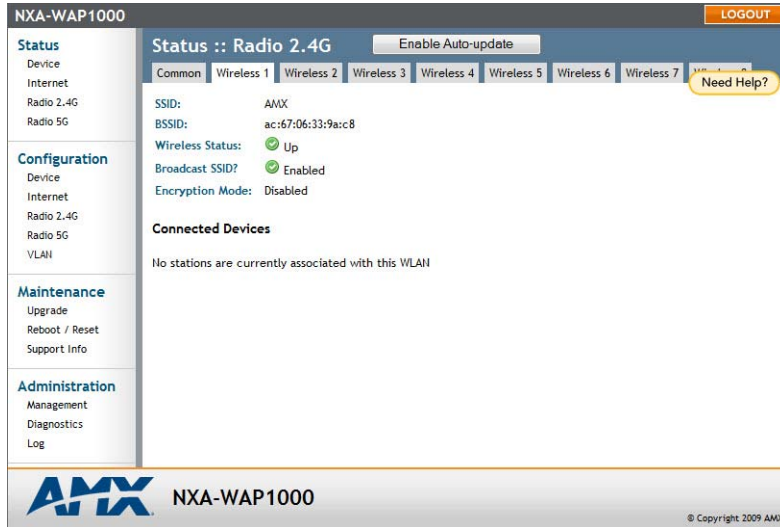 NXA-WAP1000
LOGOUT
Status
Device
Internet
Radio 2.4G
Radio 5G
Configuration
Device
Internet
Radio 2.4G
Radio 5G
VLAN
Maintenance
Upgrade
Reboot / Reset
Support Info
Administration
Management
Diagnostics
Log
Status :: Radio 2.4G
Enable Auto-update
Common Wireless 1 Wireless 2 Wireless 3 Wireless 4 Wireless 5 Wireless 6 Wireless 7
Need Help?
SSID: AMX
BSSID: ac:67:06:33:9a:c8
Wireless Status: Up
Broadcast SSID? Enabled
Encryption Mode: Disabled
Connected Devices
No stations are currently associated with this WLAN
AMX NXA-WAP1000
© Copyright 2009 AMX